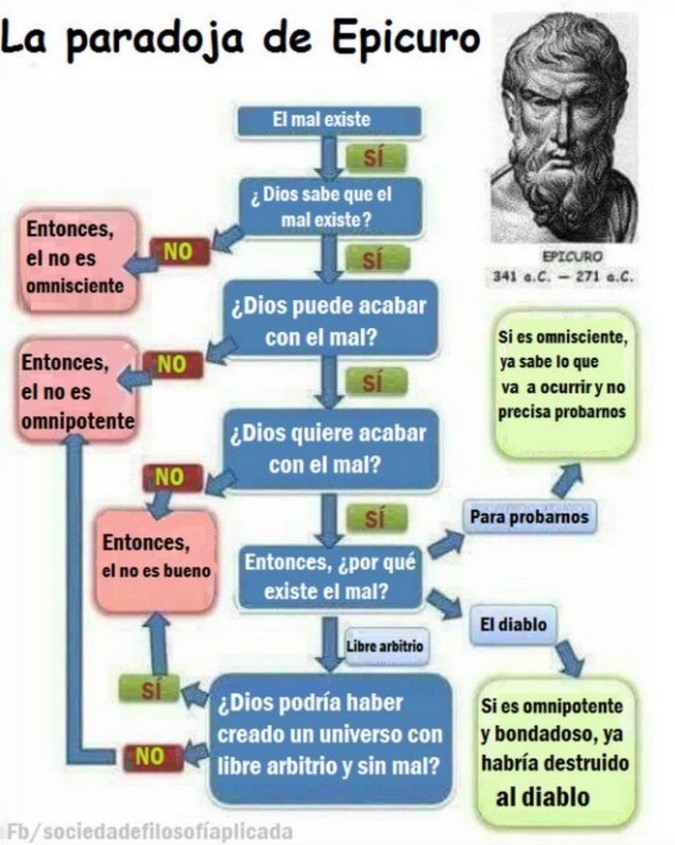 La paradoja de Epicuro
EPICURO
341 a.C. – 271 a.C.
El mal existe
SÍ
¿Dios sabe que el
mal existe?
NO
Entonces,
el no es
omnisciente
SÍ
¿Dios puede acabar
con el mal?
NO
Entonces,
el no es
omnipotente
SÍ
¿Dios quiere acabar
con el mal?
NO
Entonces,
el no es bueno
SÍ
Entonces, ¿por qué
existe el mal?
Para probarnos
Si es omnisciente,
ya sabe lo que
va a ocurrir y no
precisa probarnos
El diablo
Si es omnipotente
y bondadoso, ya
habría destruido
al diablo
Libre arbitrio
¿Dios podría haber
creado un universo con
libre arbitrio y sin mal?
SÍ
NO
Fb/sociedadefilosofíaplicada